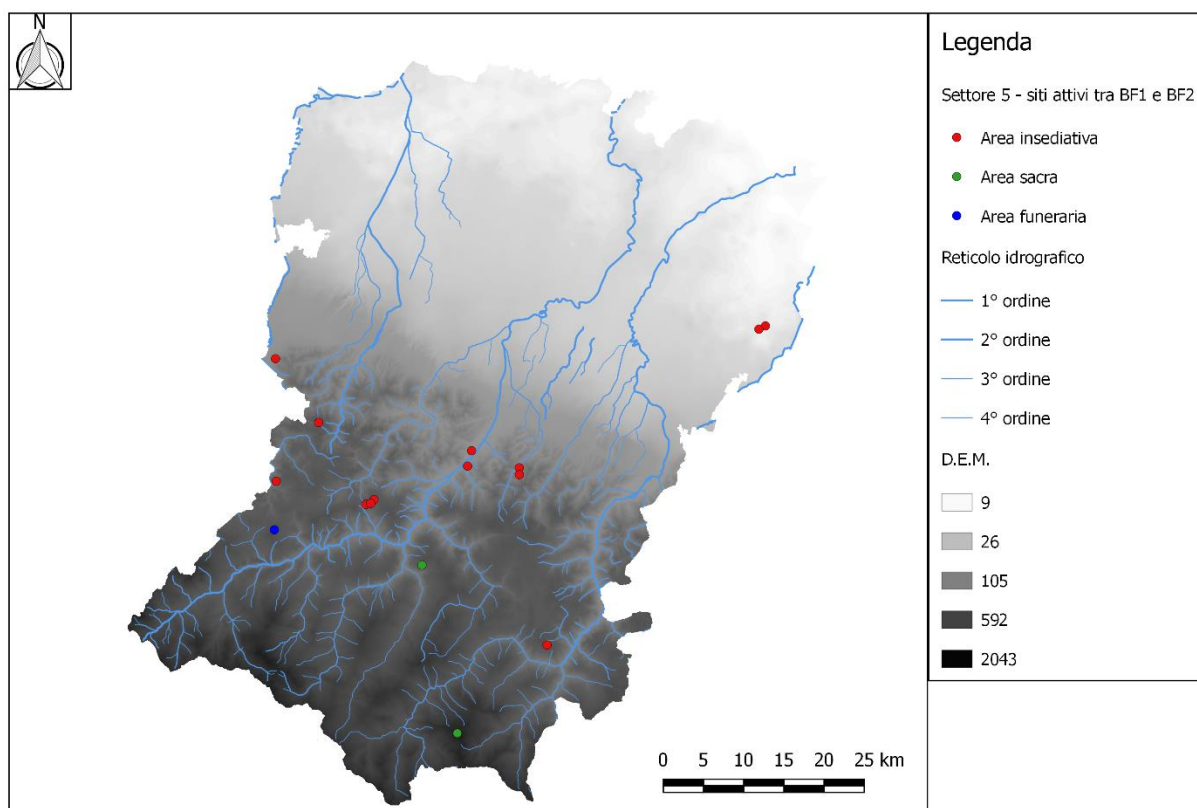 N
Legenda
Settore 5 - siti attivi tra BF1 e BF2
Area insediativa
Area sacra
Area funeraria
Reticolo idrografico
1° ordine
2° ordine
3° ordine
4° ordine
D.E.M.
9
26
105
592
2043
0 5 10 15 20 25 km